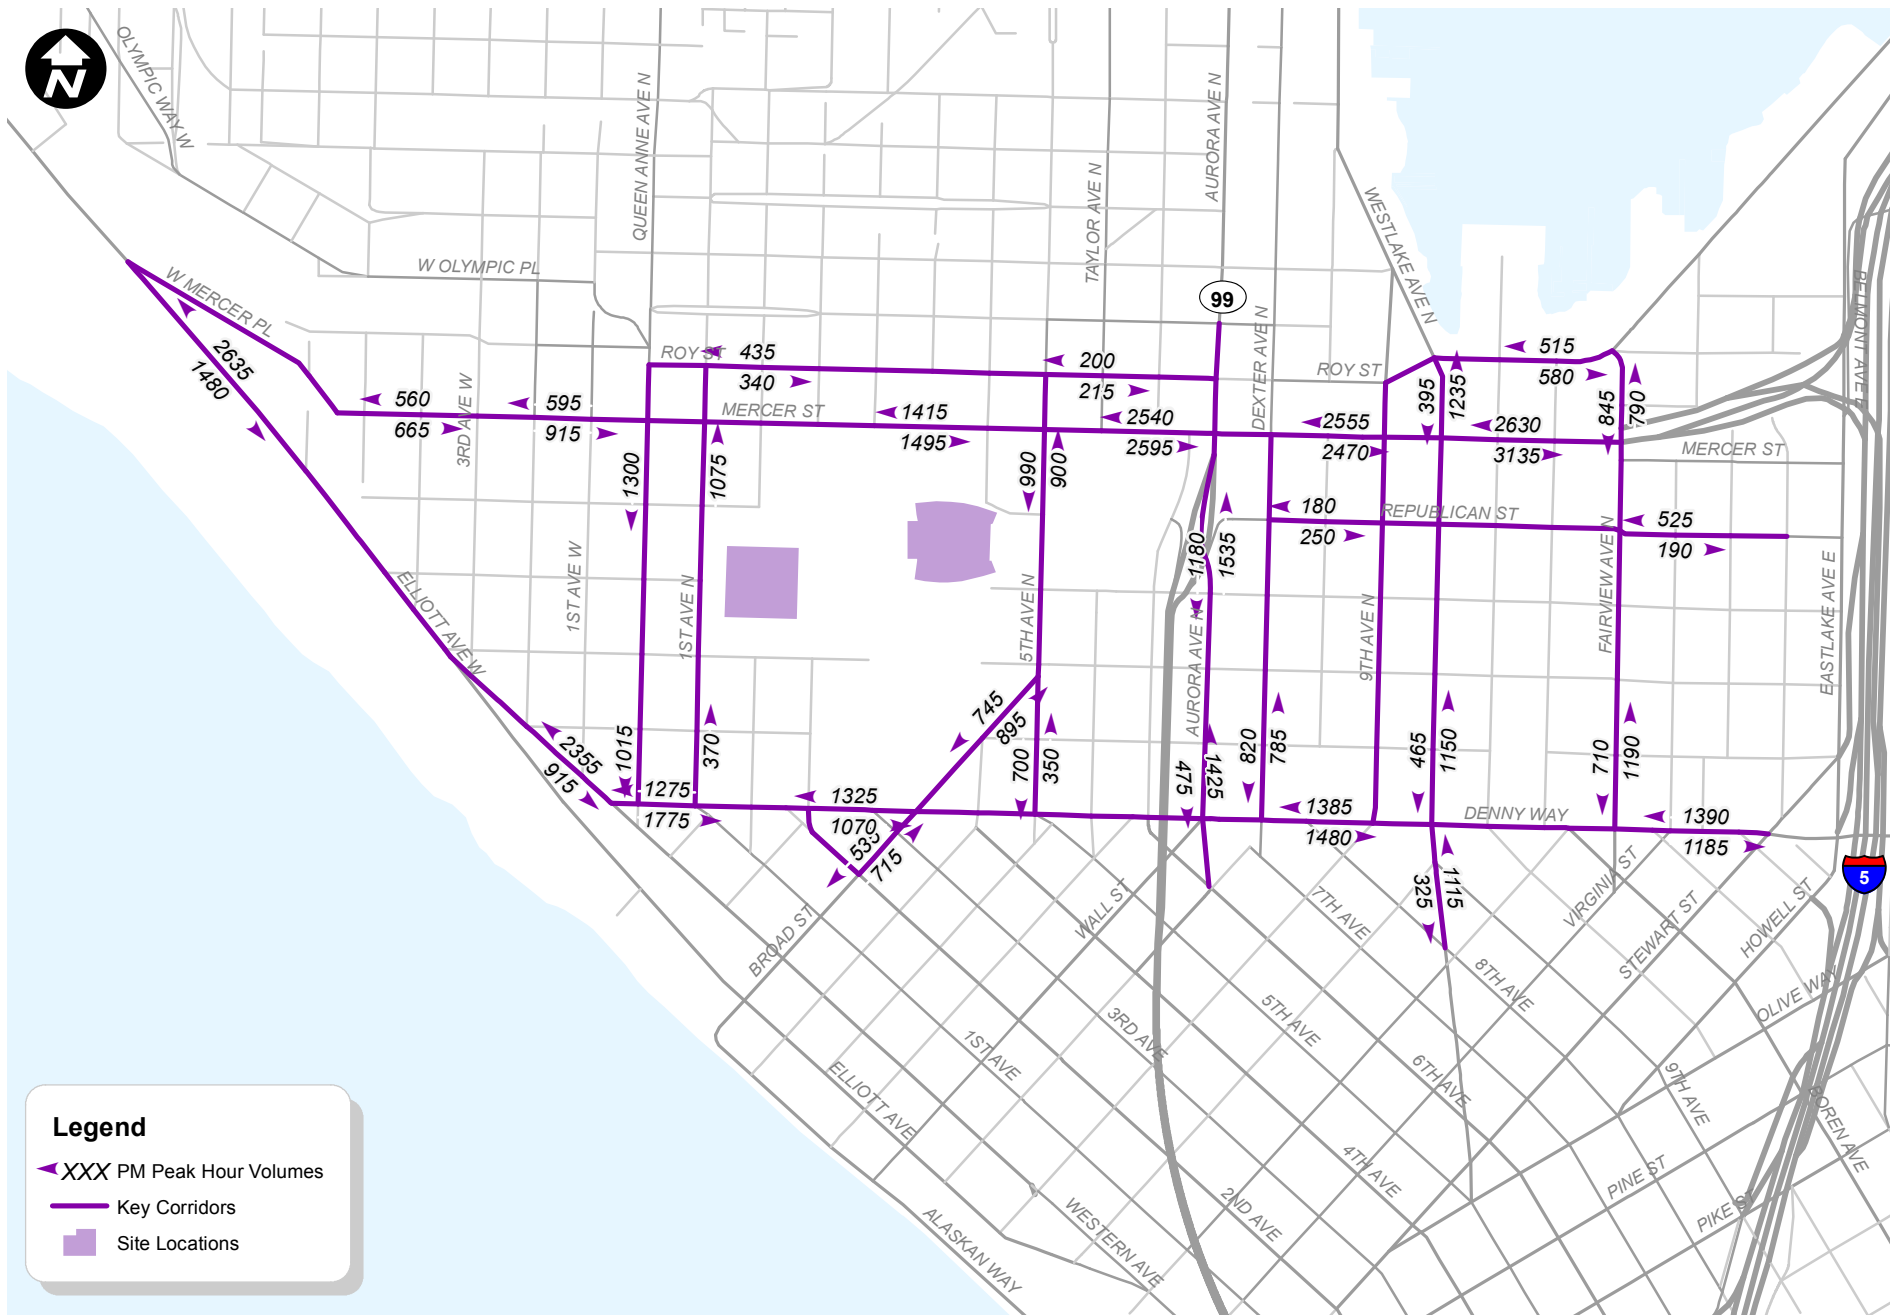 N
OLYMPIC WAY W
QUEEN ANNE AVE N
TAYLOR AVE N
AURORA AVE N
WESTLAKE AVE N
BELMONT AVE E
W OLYMPIC PL
W MERCER PL
99
DEXTER AVE N
ROY ST
435
340
200
215
ROY ST
515
580
2635
1480
560
665
3RD AVE W
595
915
MERCER ST
1415
1495
2540
2595
2555
2470
395
1235
2630
3135
845
790
MERCER ST
1300
1075
990
900
180
250
REPUBLICAN ST
525
190
1180
1535
ELLIOTT AVE W
1ST AVE W
1ST AVE N
5TH AVE N
AURORA AVE N
9TH AVE N
FAIRVIEW AVE N
EASTLAKE AVE E
745
895
2355
915
1015
370
700
350
475
1425
820
785
465
1150
710
1190
1275
1775
1325
1070
535
715
1385
1480
DENNY WAY
1390
1185
325
1115
5
BROAD ST
WALL ST
7TH AVE
8TH AVE
VIRGINIA ST
STEWART ST
HOWELL ST
OLIVE WAY
1ST AVE
3RD AVE
5TH AVE
6TH AVE
9TH AVE
BOREN AVE
ELLIOTT AVE
4TH AVE
2ND AVE
PINE ST
PIKE ST
WESTERN AVE
ALASKAN WAY
Legend
XXX PM Peak Hour Volumes
Key Corridors
Site Locations